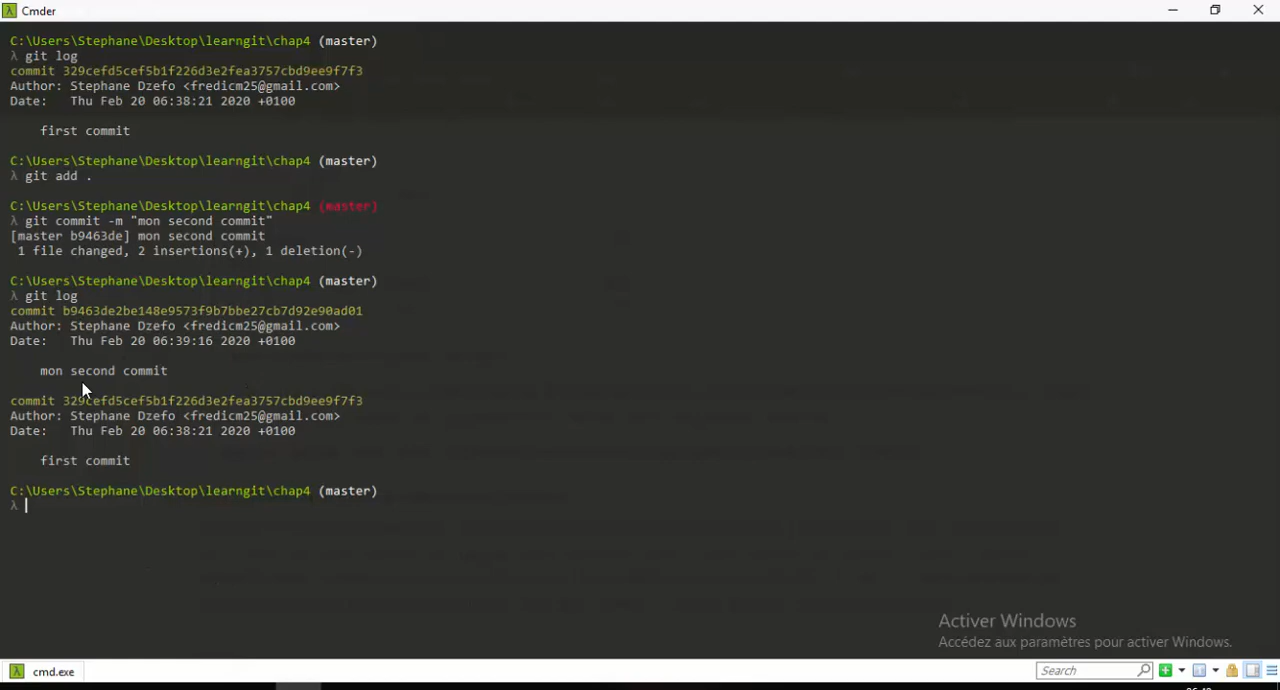 Cmder
C:\Users\Stephane\Desktop\learngit\chap4 (master)
λ git log
commit 329cefd5cef5b1f226d3e2fea3757cbd9ee9f7f3
Author: Stephane Dzefo <fredicm25@gmail.com>
Date:   Thu Feb 20 06:38:21 2020 +0100
first commit
C:\Users\Stephane\Desktop\learngit\chap4 (master)
λ git add .
C:\Users\Stephane\Desktop\learngit\chap4 (master)
λ git commit -m "mon second commit"
[master b9463de] mon second commit
1 file changed, 2 insertions(+), 1 deletion(-)
C:\Users\Stephane\Desktop\learngit\chap4 (master)
λ git log
commit b9463de2be148e9573f9b7bbe27cb7d92e90ad01
Author: Stephane Dzefo <fredicm25@gmail.com>
Date:   Thu Feb 20 06:39:16 2020 +0100
mon second commit
commit 329cefd5cef5b1f226d3e2fea3757cbd9ee9f7f3
Author: Stephane Dzefo <fredicm25@gmail.com>
Date:   Thu Feb 20 06:38:21 2020 +0100
first commit
C:\Users\Stephane\Desktop\learngit\chap4 (master)
λ
Activer Windows
Accédez aux paramètres pour activer Windows.
cmd.exe
Search